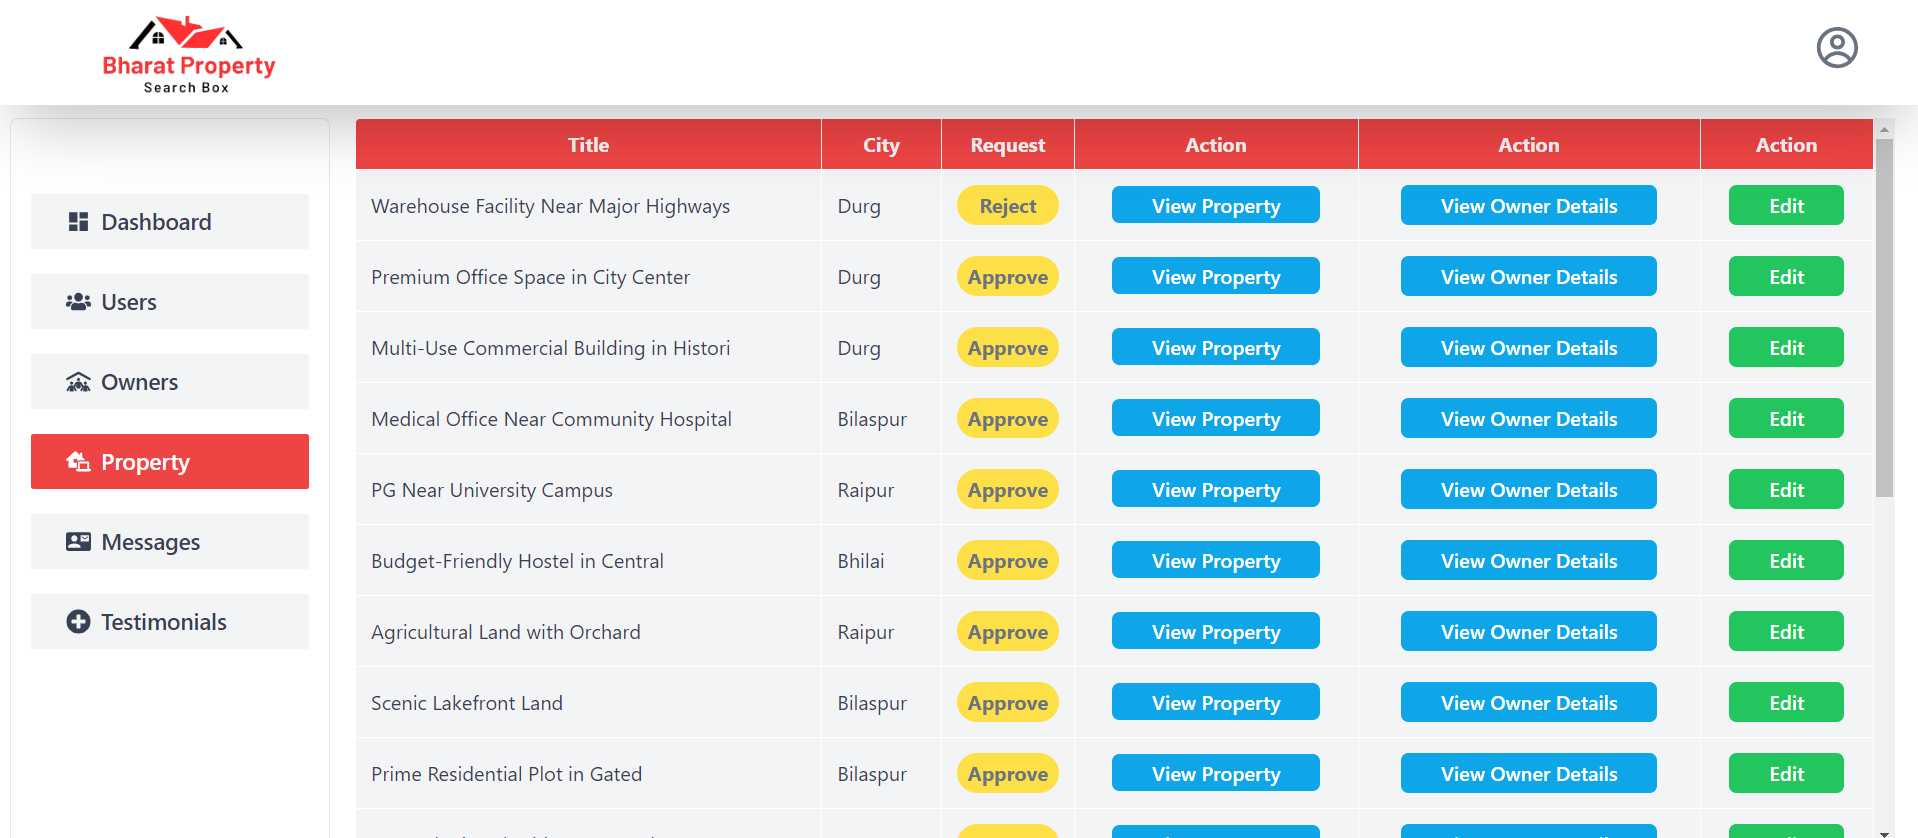 Bharat Property
Search Box
Dashboard
Users
Owners
Property
Messages
Testimonials
Title City Request Action Action Action
Warehouse Facility Near Major Highways Durg Reject View Property View Owner Details Edit
Premium Office Space in City Center Durg Approve View Property View Owner Details Edit
Multi-Use Commercial Building in Histori Durg Approve View Property View Owner Details Edit
Medical Office Near Community Hospital Bilaspur Approve View Property View Owner Details Edit
PG Near University Campus Raipur Approve View Property View Owner Details Edit
Budget-Friendly Hostel in Central Bhilai Approve View Property View Owner Details Edit
Agricultural Land with Orchard Raipur Approve View Property View Owner Details Edit
Scenic Lakefront Land Bilaspur Approve View Property View Owner Details Edit
Prime Residential Plot in Gated Bilaspur Approve View Property View Owner Details Edit